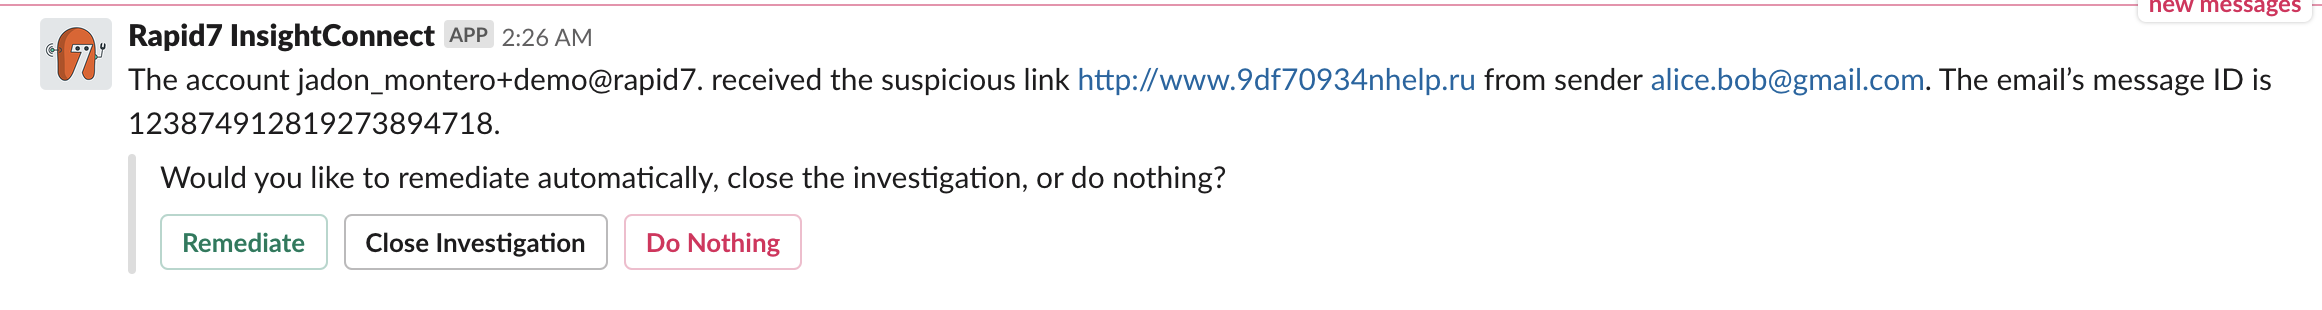 new messages
Rapid7 InsightConnect APP 2:26 AM
The account jadon_montero+demo@rapid7. received the suspicious link http://www.9df70934nhelp.ru from sender alice.bob@gmail.com. The email’s message ID is
123874912819273894718.
Would you like to remediate automatically, close the investigation, or do nothing?
Remediate Close Investigation Do Nothing